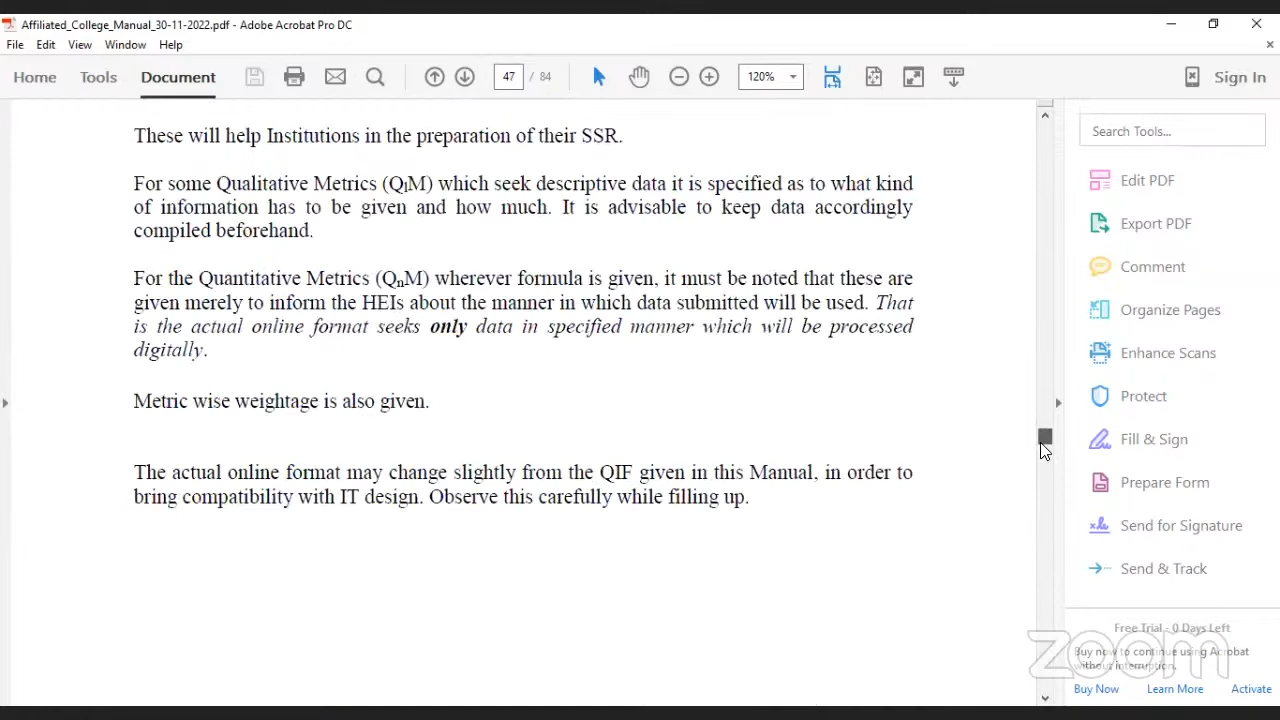 Affiliated_College_Manual_30-11-2022.pdf - Adobe Acrobat Pro DC
File Edit View Window Help
Home Tools Document 47 / 84 120% Sign In
These will help Institutions in the preparation of their SSR.
For some Qualitative Metrics (QlM) which seek descriptive data it is specified as to what kind
of information has to be given and how much. It is advisable to keep data accordingly
compiled beforehand.
For the Quantitative Metrics (QnM) wherever formula is given, it must be noted that these are
given merely to inform the HEIs about the manner in which data submitted will be used. That
is the actual online format seeks only data in specified manner which will be processed
digitally.
Metric wise weightage is also given.
The actual online format may change slightly from the QIF given in this Manual, in order to
bring compatibility with IT design. Observe this carefully while filling up.
Search Tools...
Edit PDF
Export PDF
Comment
Organize Pages
Enhance Scans
Protect
Fill & Sign
Prepare Form
Send for Signature
Send & Track
Free Trial - 0 Days Left
Buy now to continue using Acrobat
without interruption.
Buy Now Learn More Activate
zoom